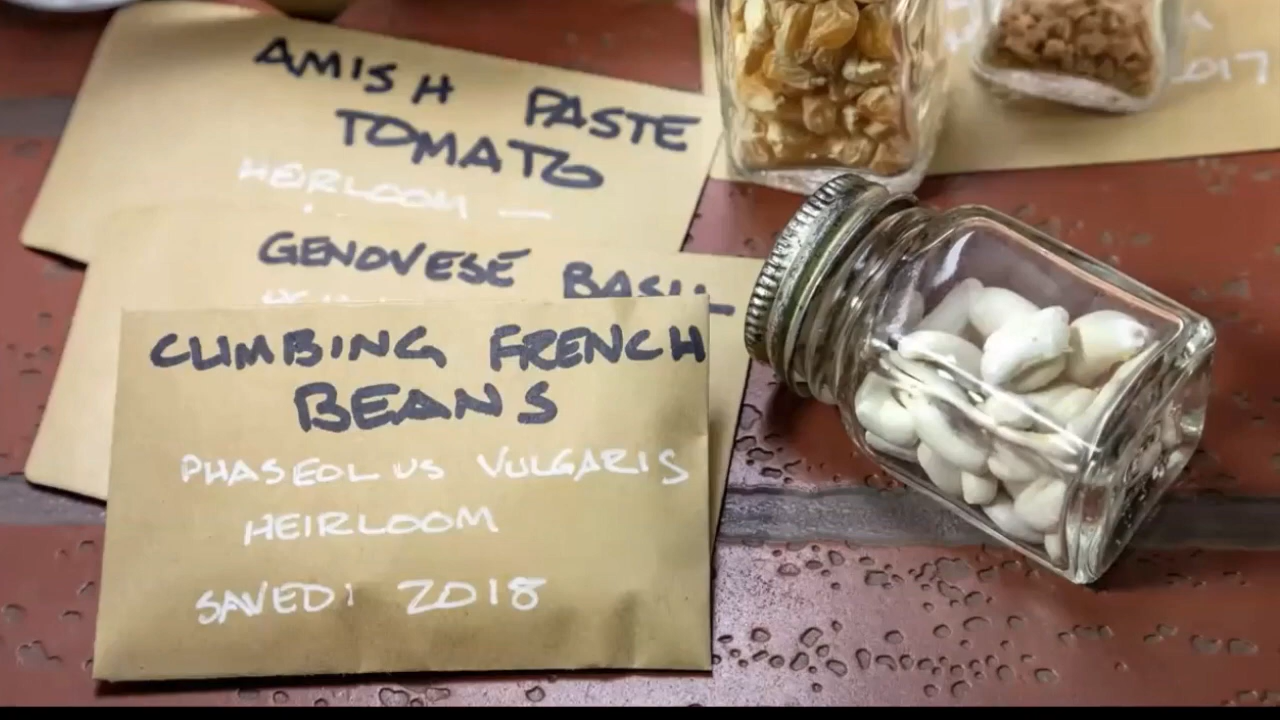 AMISH PASTE
TOMATO
HEIRLOOM —
GENOVESE BASIL
CLIMBING FRENCH
BEANS
PHASEOLUS VULGARIS
HEIRLOOM
SAVED: 2018